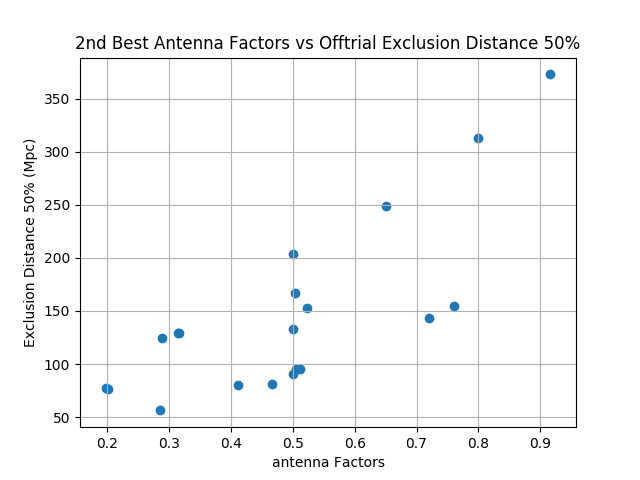 2nd Best Antenna Factors vs Offtrial Exclusion Distance 50%
Exclusion Distance 50% (Mpc)
350
300
250
200
150
100
50
0.2 0.3 0.4 0.5 0.6 0.7 0.8 0.9
antenna Factors